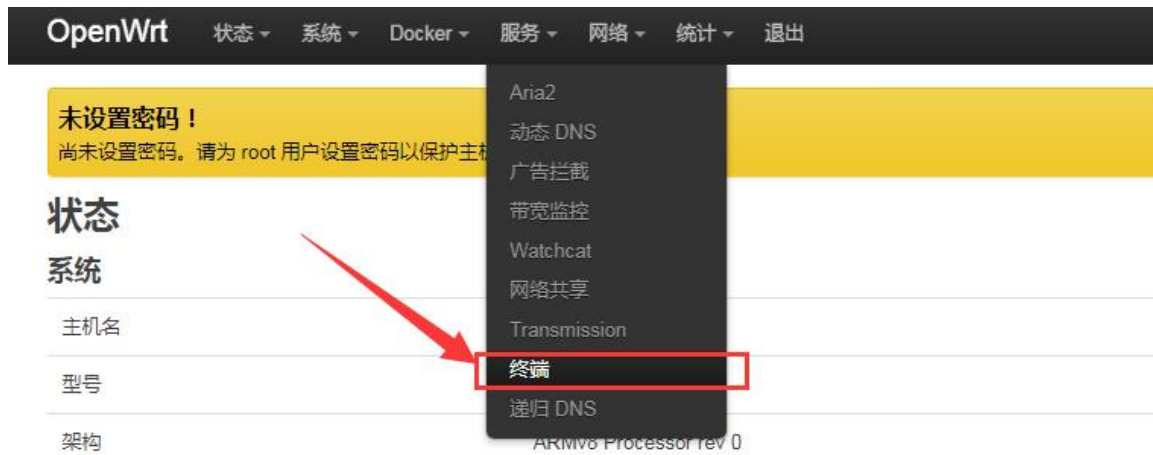 OpenWrt 状态 系统 Docker 服务 网络 统计 退出
Aria2
未设置密码！
动态 DNS
尚未设置密码。请为 root 用户设置密码以保护主机
广告拦截
状态
带宽监控
Watchcat
系统
网络共享
主机名
Transmission
终端
型号
递归 DNS
架构
ARMv8 Processor rev 0